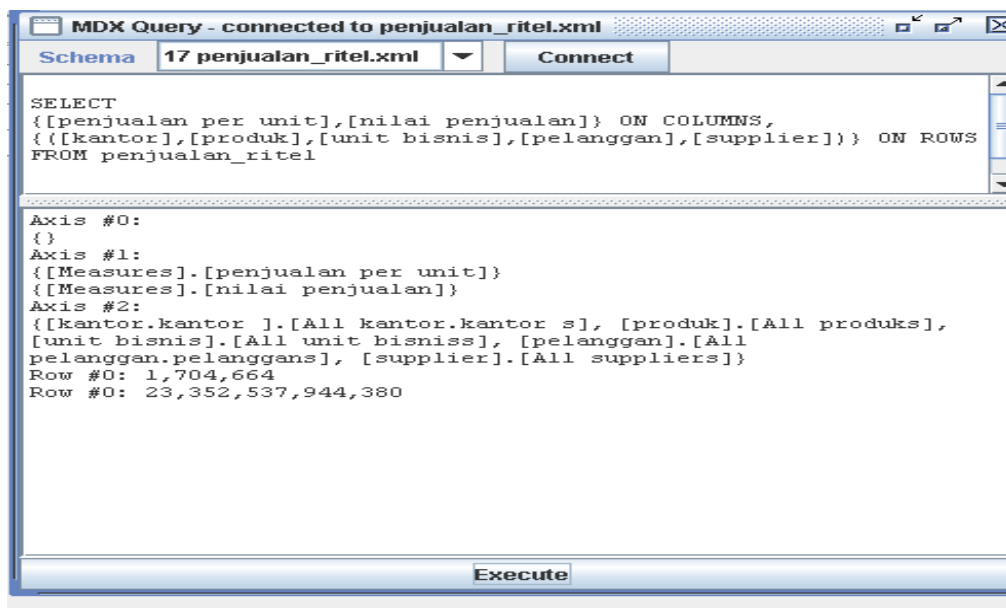 MDX Query - connected to penjualan_ritel.xml
Schema 17 penjualan_ritel.xml Connect
SELECT
{[penjualan per unit],[nilai penjualan]} ON COLUMNS,
{([kantor],[produk],[unit bisnis],[pelanggan],[supplier])} ON ROWS
FROM penjualan_ritel
Axis #0:
{}
Axis #1:
{[Measures].[penjualan per unit]}
{[Measures].[nilai penjualan]}
Axis #2:
{[kantor.kantor ].[All kantor.kantor s], [produk].[All produks],
[unit bisnis].[All unit bisniss], [pelanggan].[All
pelanggan.pelanggans], [supplier].[All suppliers]}
Row #0: 1,704,664
Row #0: 23,352,537,944,380
Execute